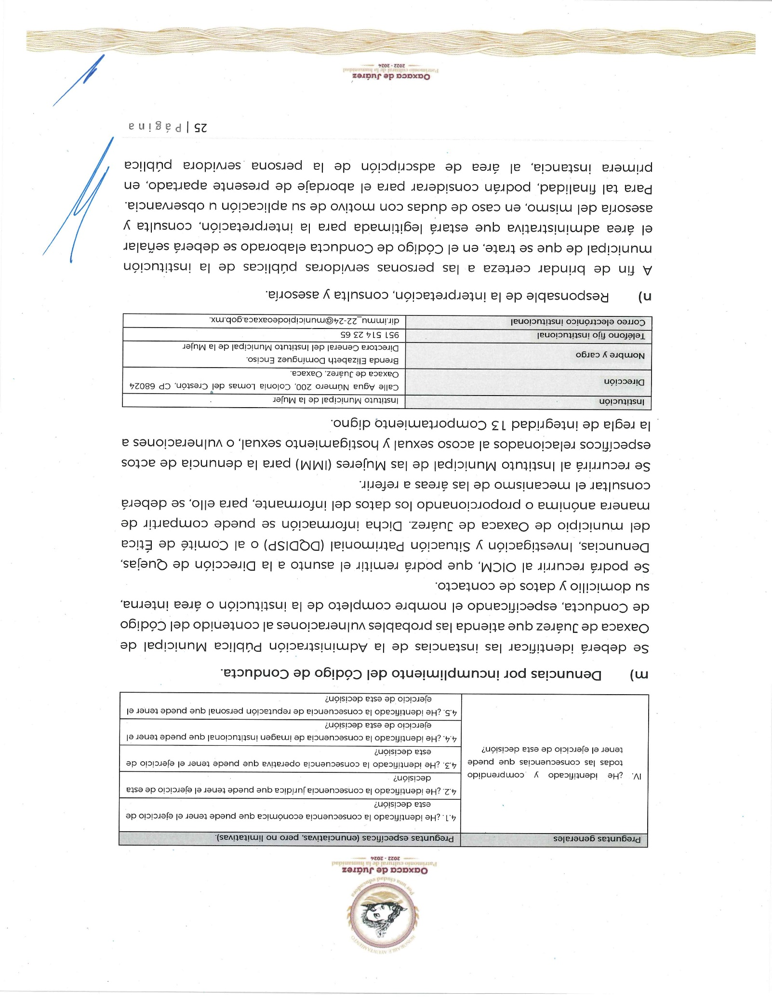 HONORABLE AYUNTAMIENTO
Por una ciudad educadora
Oaxaca de Juárez
Patrimonio cultural de la humanidad
2022 - 2024
Preguntas generales
Preguntas específicas (enunciativas, pero no limitativas).
IV. ¿He identificado y comprendido
todas las consecuencias que puede
tener el ejercicio de esta decisión?
4.1. ¿He identificado la consecuencia económica que puede tener el ejercicio de
esta decisión?
4.2. ¿He identificado la consecuencia jurídica que puede tener el ejercicio de esta
decisión?
4.3. ¿He identificado la consecuencia operativa que puede tener el ejercicio de
esta decisión?
4.4. ¿He identificado la consecuencia de imagen institucional que puede tener el
ejercicio de esta decisión?
4.5. ¿He identificado la consecuencia de reputación personal que puede tener el
ejercicio de esta decisión?
m) Denuncias por incumplimiento del Código de Conducta.
Se deberá identificar las instancias de la Administración Pública Municipal de
Oaxaca de Juárez que atienda las probables vulneraciones al contenido del Código
de Conducta, especificando el nombre completo de la institución o área interna,
su domicilio y datos de contacto.
Se podrá recurrir al OICM, que podrá remitir el asunto a la Dirección de Quejas,
Denuncias, Investigación y Situación Patrimonial (DQDISP) o al Comité de Ética
del municipio de Oaxaca de Juárez. Dicha información se puede compartir de
manera anónima o proporcionando los datos del informante, para ello, se deberá
consultar el mecanismo de las áreas a referir.
Se recurrirá al Instituto Municipal de las Mujeres (IMM) para la denuncia de actos
específicos relacionados al acoso sexual y hostigamiento sexual, o vulneraciones a
la regla de integridad 13 Comportamiento digno.
Institución
Instituto Municipal de la Mujer
Dirección
Calle Agua Número 200, Colonia Lomas del Crestón, CP 68024
Oaxaca de Juárez, Oaxaca.
Nombre y cargo
Brenda Elizabeth Domínguez Enciso.
Directora General del Instituto Municipal de la Mujer
Teléfono fijo institucional
951 514 23 65
Correo electrónico institucional
dir.immu_22-24@municipiodeoaxaca.gob.mx.
n) Responsable de la interpretación, consulta y asesoría.
A fin de brindar certeza a las personas servidoras públicas de la institución
municipal de que se trate, en el Código de Conducta elaborado se deberá señalar
el área administrativa que estará legitimada para la interpretación, consulta y
asesoría del mismo, en caso de dudas con motivo de su aplicación u observancia.
Para tal finalidad, podrán considerar para el abordaje de presente apartado, en
primera instancia, al área de adscripción de la persona servidora pública
25 | Página
Oaxaca de Juárez
Patrimonio cultural de la humanidad
2022 - 2024